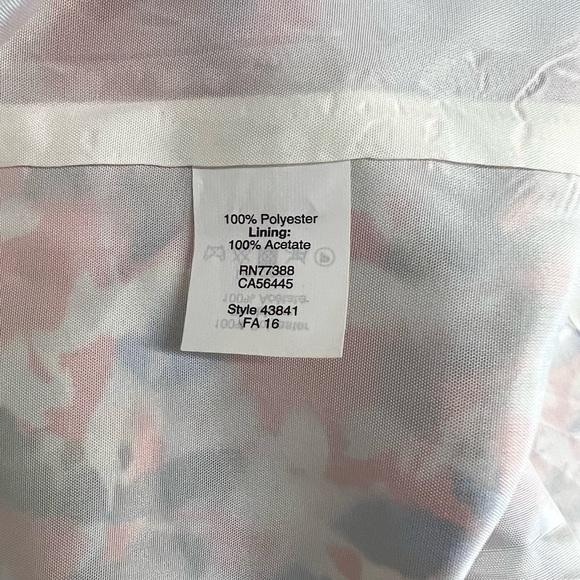 100% Polyester
Lining:
100% Acetate
RN77388
CA56445
Style 43841
FA 16